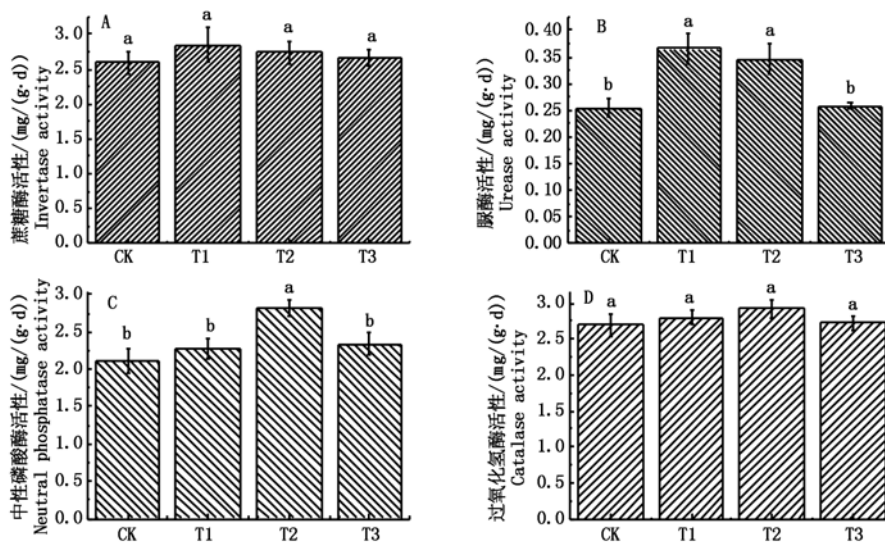 蔗糖酶活性/(mg/(g·d))
Invertase activity
A
3.0
2.5
2.0
1.5
1.0
0.5
0.0
a
a
a
a
CK T1 T2 T3
脲酶活性/(mg/(g·d))
Urease activity
B
0.40
0.35
0.30
0.25
0.20
0.15
0.10
0.05
0.00
b
a
a
b
CK T1 T2 T3
中性磷酸酶活性/(mg/(g·d))
Neutral phosphatase activity
C
3.0
2.5
2.0
1.5
1.0
0.5
0.0
b
b
a
b
CK T1 T2 T3
过氧化氢酶活性/(mg/(g·d))
Catalase activity
D
3.0
2.5
2.0
1.5
1.0
0.5
0.0
a
a
a
a
CK T1 T2 T3